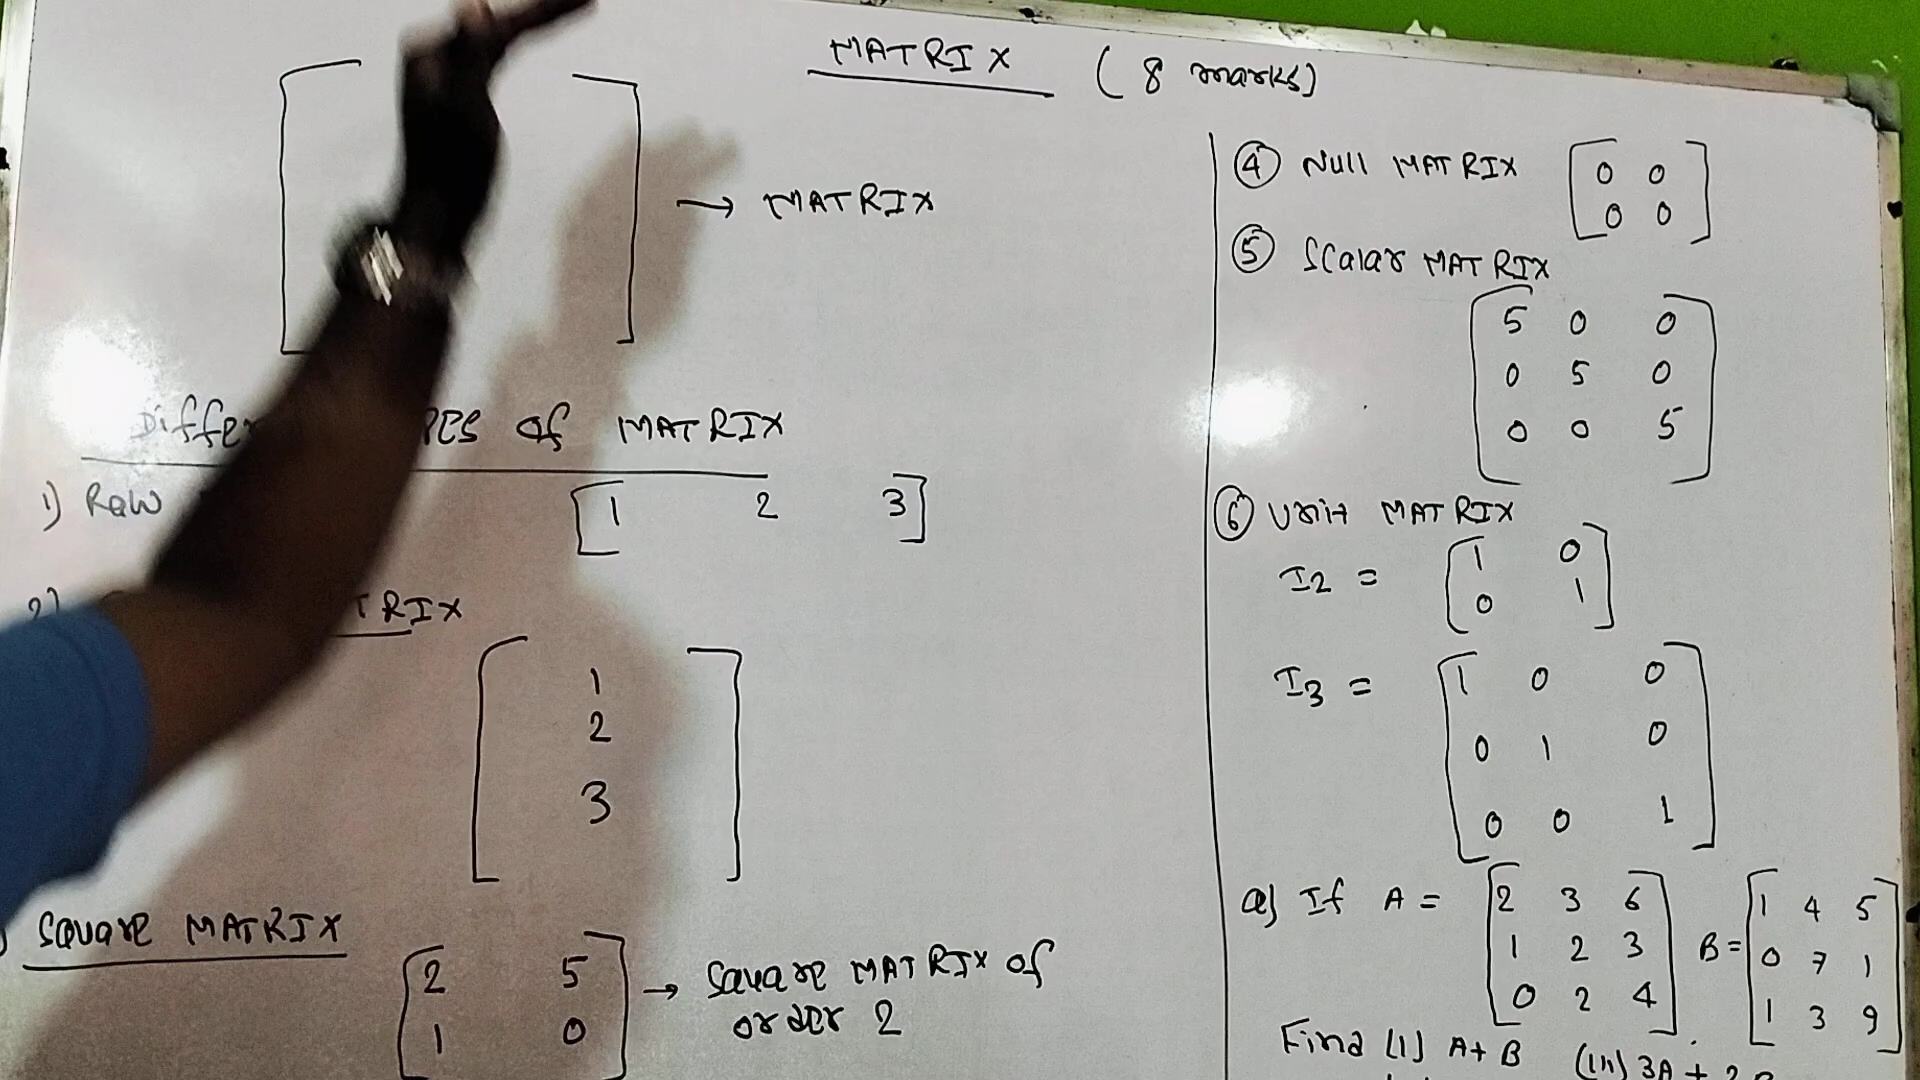 MATRIX (8 marks)
→ MATRIX
of MATRIX
1) Raw
[1 2 3]
2)
1
2
3
Square MATRIX
2 5
1 0
→ Square MATRIX of
order 2
④ Null MATRIX
0 0
0 0
⑤ Scalar MATRIX
5 0 0
0 5 0
0 0 5
⑥ Unit MATRIX
I2 =
1 0
0 1
I3 =
1 0 0
0 1 0
0 0 1
Q) If A =
2 3 6
1 2 3
0 2 4
B =
1 4 5
0 7 1
1 3 9
Find (i) A+B (iii) 3A +